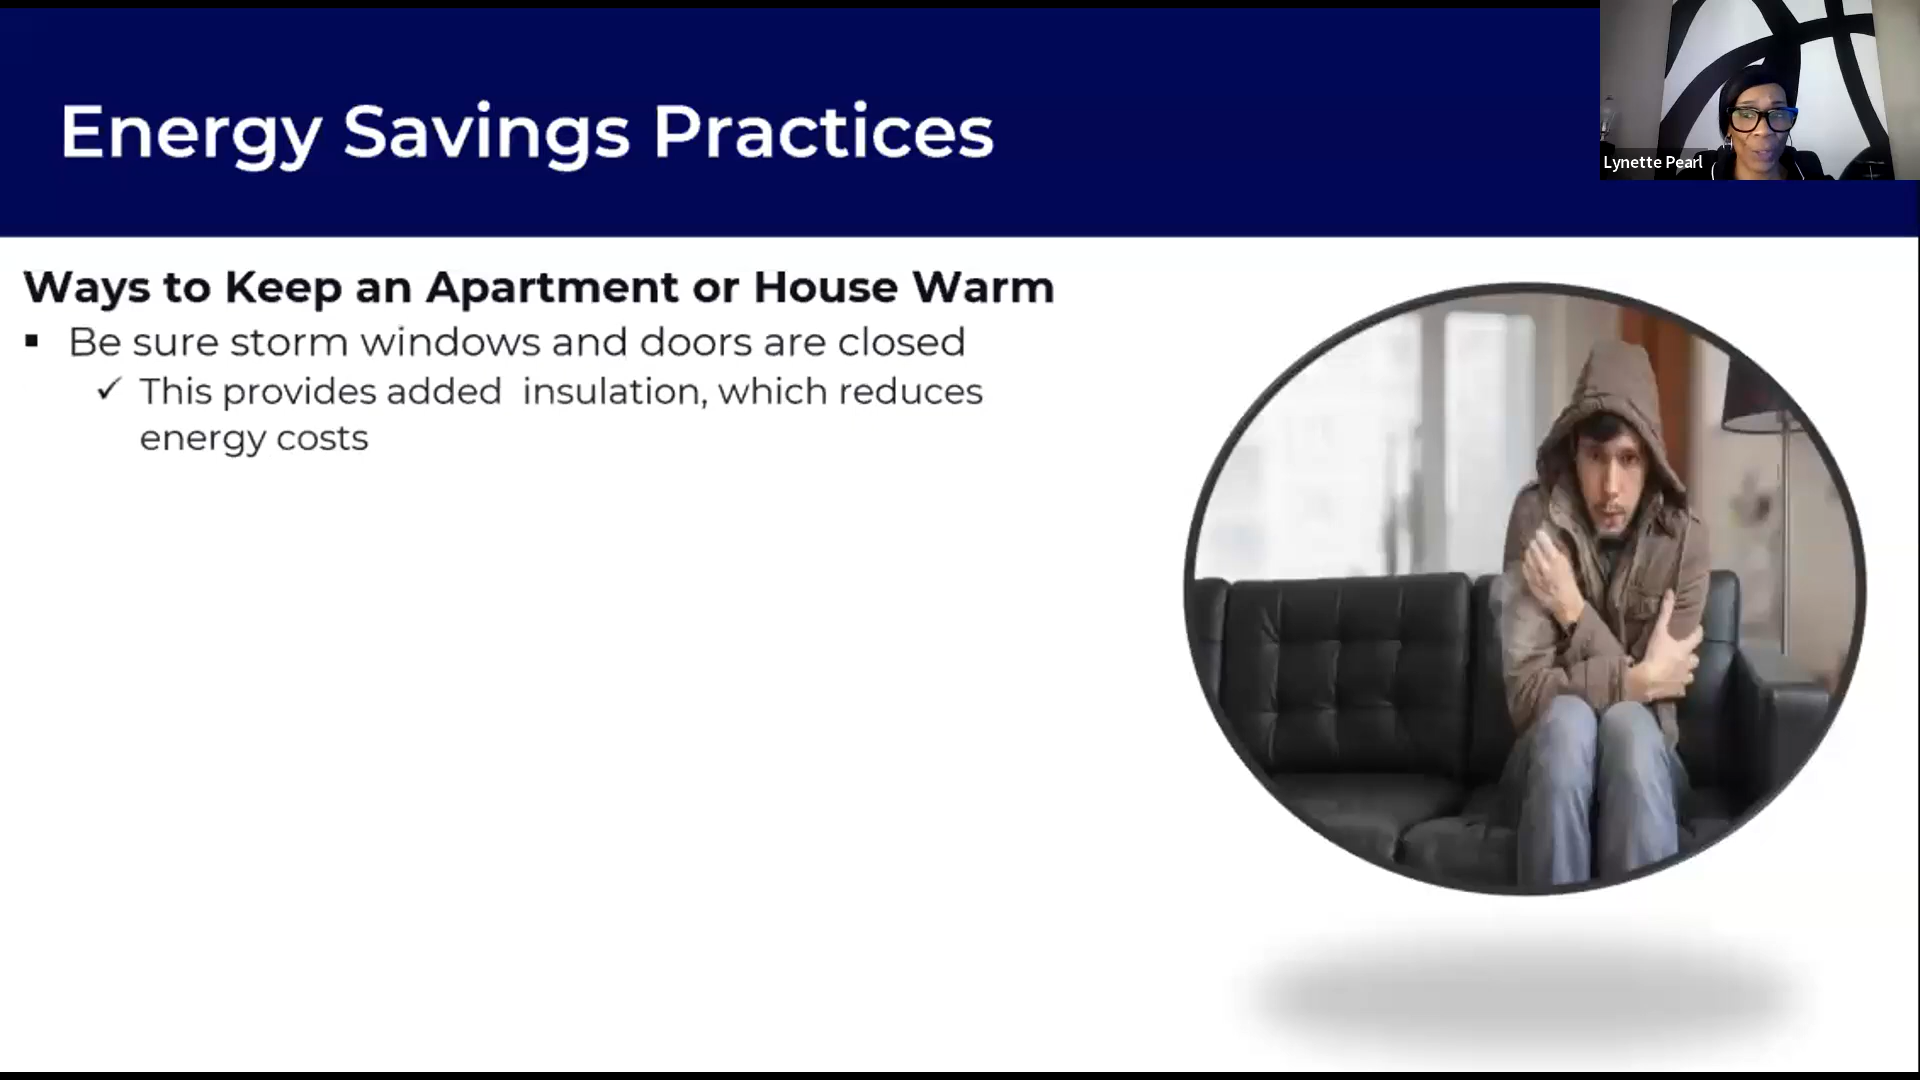 Energy Savings Practices
Lynette Pearl
Ways to Keep an Apartment or House Warm
▪ Be sure storm windows and doors are closed
✓ This provides added  insulation, which reduces
energy costs